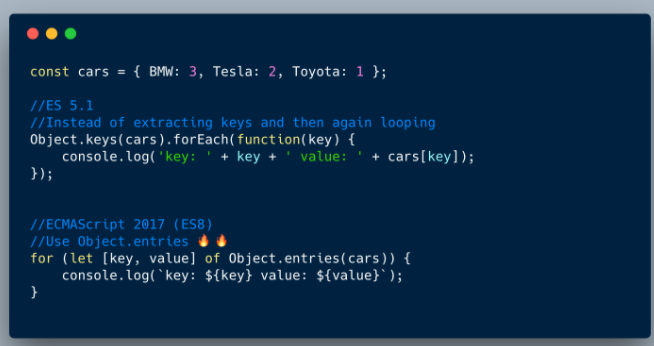 const cars = { BMW: 3, Tesla: 2, Toyota: 1 };
//ES 5.1
//Instead of extracting keys and then again looping
Object.keys(cars).forEach(function(key) {
    console.log('key: ' + key + ' value: ' + cars[key]);
});
//ECMAScript 2017 (ES8)
//Use Object.entries 🔥 🔥
for (let [key, value] of Object.entries(cars)) {
    console.log(`key: ${key} value: ${value}`);
}